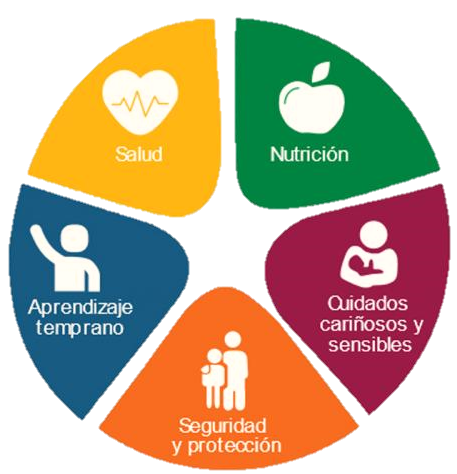 Salud
Nutrición
Cuidados
cariñosos y
sensibles
Seguridad
y protección
Aprendizaje
temprano